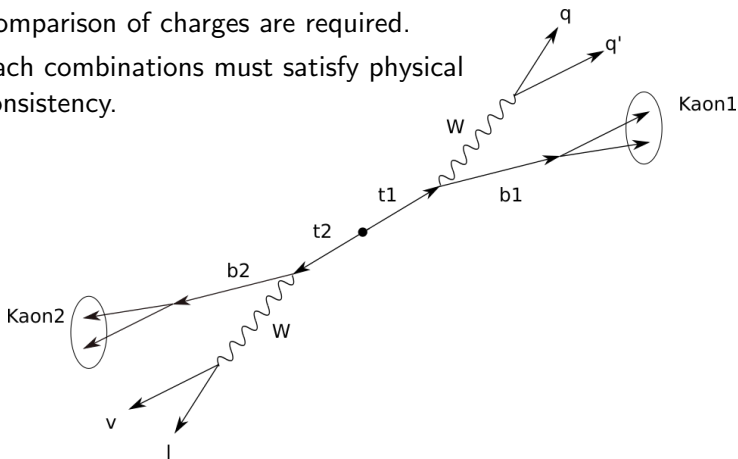 omparison of charges are required.
ach combinations must satisfy physical
onsistency.
q
q'
Kaon1
W
t1
b1
t2
b2
Kaon2
W
v
l